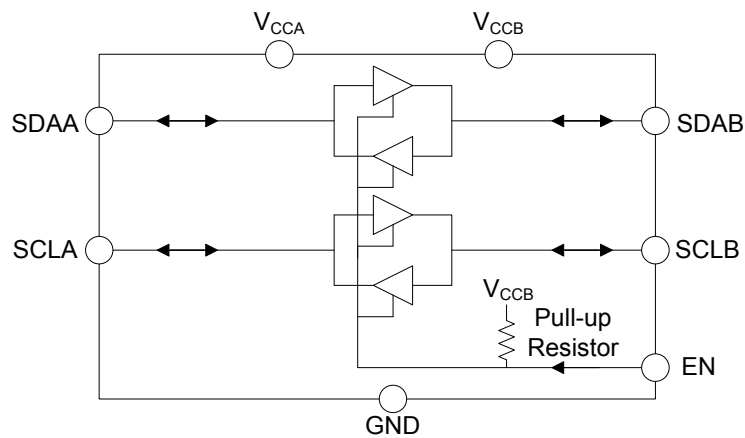 VCCA
VCCB
SDAA
SDAB
SCLA
SCLB
VCCB
Pull-up
Resistor
EN
GND